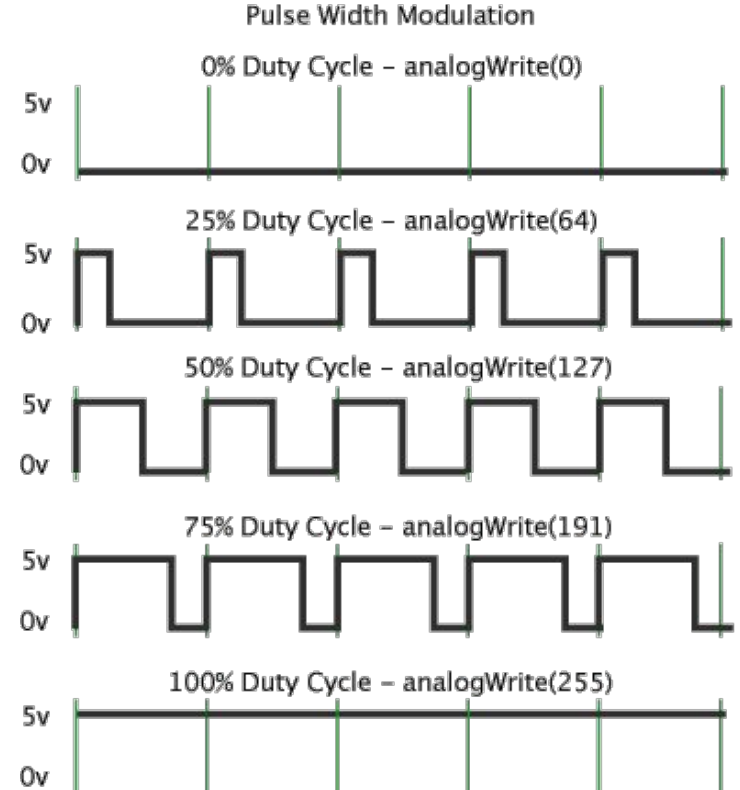 Pulse Width Modulation
0% Duty Cycle – analogWrite(0)
5v
0v
25% Duty Cycle – analogWrite(64)
5v
0v
50% Duty Cycle – analogWrite(127)
5v
0v
75% Duty Cycle – analogWrite(191)
5v
0v
100% Duty Cycle – analogWrite(255)
5v
0v